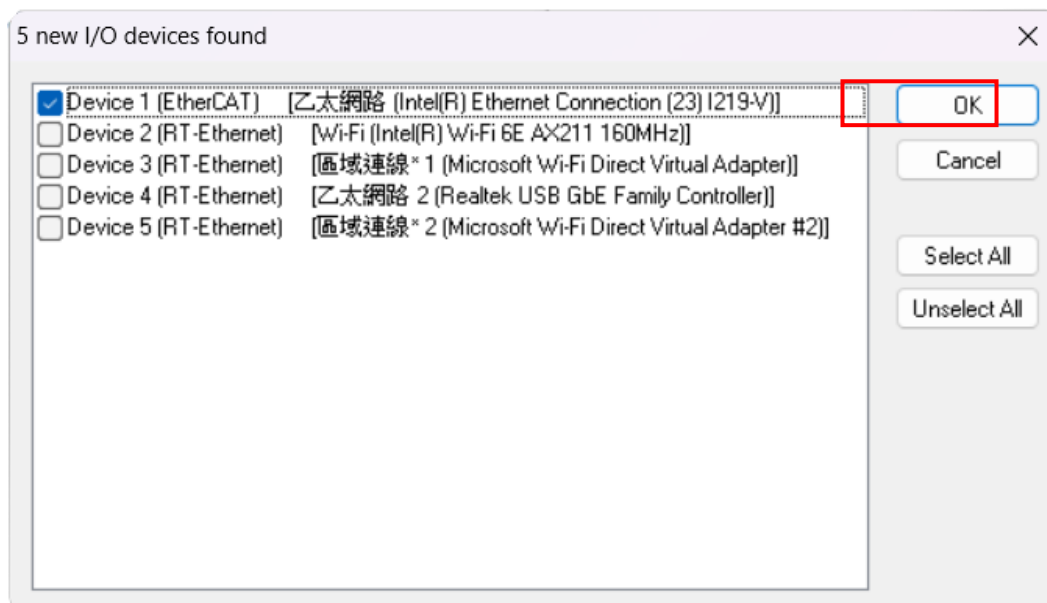 5 new I/O devices found
Device 1 (EtherCAT) [乙太網路 (Intel(R) Ethernet Connection (23) I219-V)]
Device 2 (RT-Ethernet) [Wi-Fi (Intel(R) Wi-Fi 6E AX211 160MHz)]
Device 3 (RT-Ethernet) [區域連線* 1 (Microsoft Wi-Fi Direct Virtual Adapter)]
Device 4 (RT-Ethernet) [乙太網路 2 (Realtek USB GbE Family Controller)]
Device 5 (RT-Ethernet) [區域連線* 2 (Microsoft Wi-Fi Direct Virtual Adapter #2)]
OK
Cancel
Select All
Unselect All